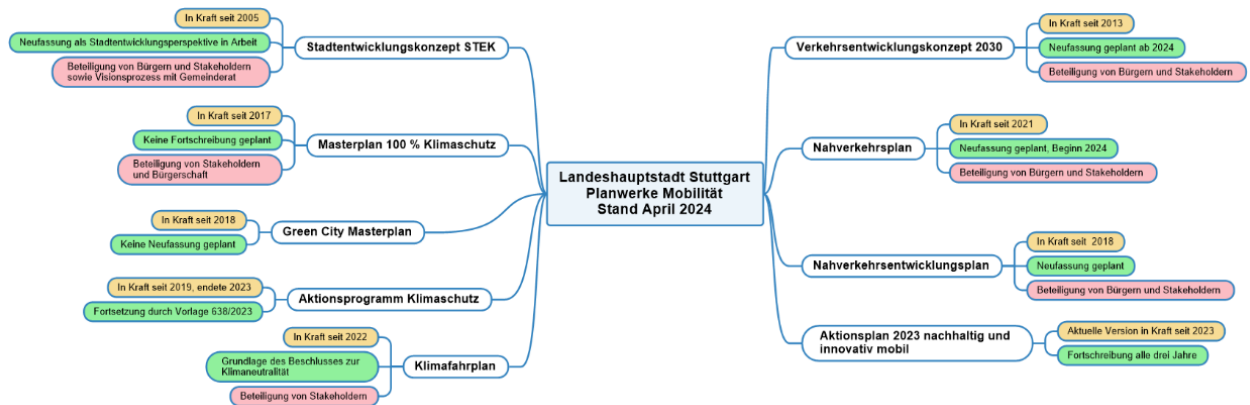 Landeshauptstadt Stuttgart
Planwerke Mobilität
Stand April 2024
Stadtentwicklungskonzept STEK
In Kraft seit 2005
Neufassung als Stadtentwicklungsperspektive in Arbeit
Beteiligung von Bürgern und Stakeholdern
sowie Visionsprozess mit Gemeinderat
Masterplan 100 % Klimaschutz
In Kraft seit 2017
Keine Fortschreibung geplant
Beteiligung von Stakeholdern
und Bürgerschaft
Green City Masterplan
In Kraft seit 2018
Keine Neufassung geplant
Aktionsprogramm Klimaschutz
In Kraft seit 2019, endete 2023
Fortsetzung durch Vorlage 638/2023
Klimafahrplan
In Kraft seit 2022
Grundlage des Beschlusses zur
Klimaneutralität
Beteiligung von Stakeholdern
Verkehrsentwicklungskonzept 2030
In Kraft seit 2013
Neufassung geplant ab 2024
Beteiligung von Bürgern und Stakeholdern
Nahverkehrsplan
In Kraft seit 2021
Neufassung geplant, Beginn 2024
Beteiligung von Bürgern und Stakeholdern
Nahverkehrsentwicklungsplan
In Kraft seit 2018
Neufassung geplant
Beteiligung von Bürgern und Stakeholdern
Aktionsplan 2023 nachhaltig und
innovativ mobil
Aktuelle Version in Kraft seit 2023
Fortschreibung alle drei Jahre